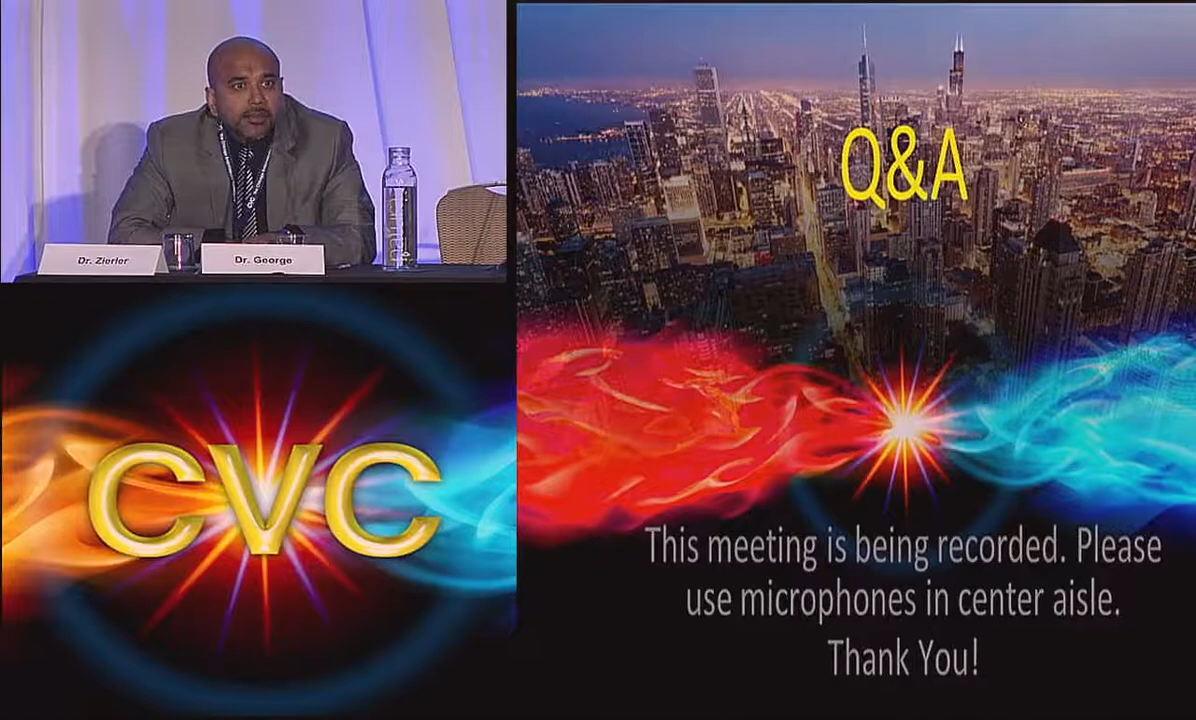 Dr. Zierler
Dr. George
CVC
Q&A
This meeting is being recorded. Please
use microphones in center aisle.
Thank You!